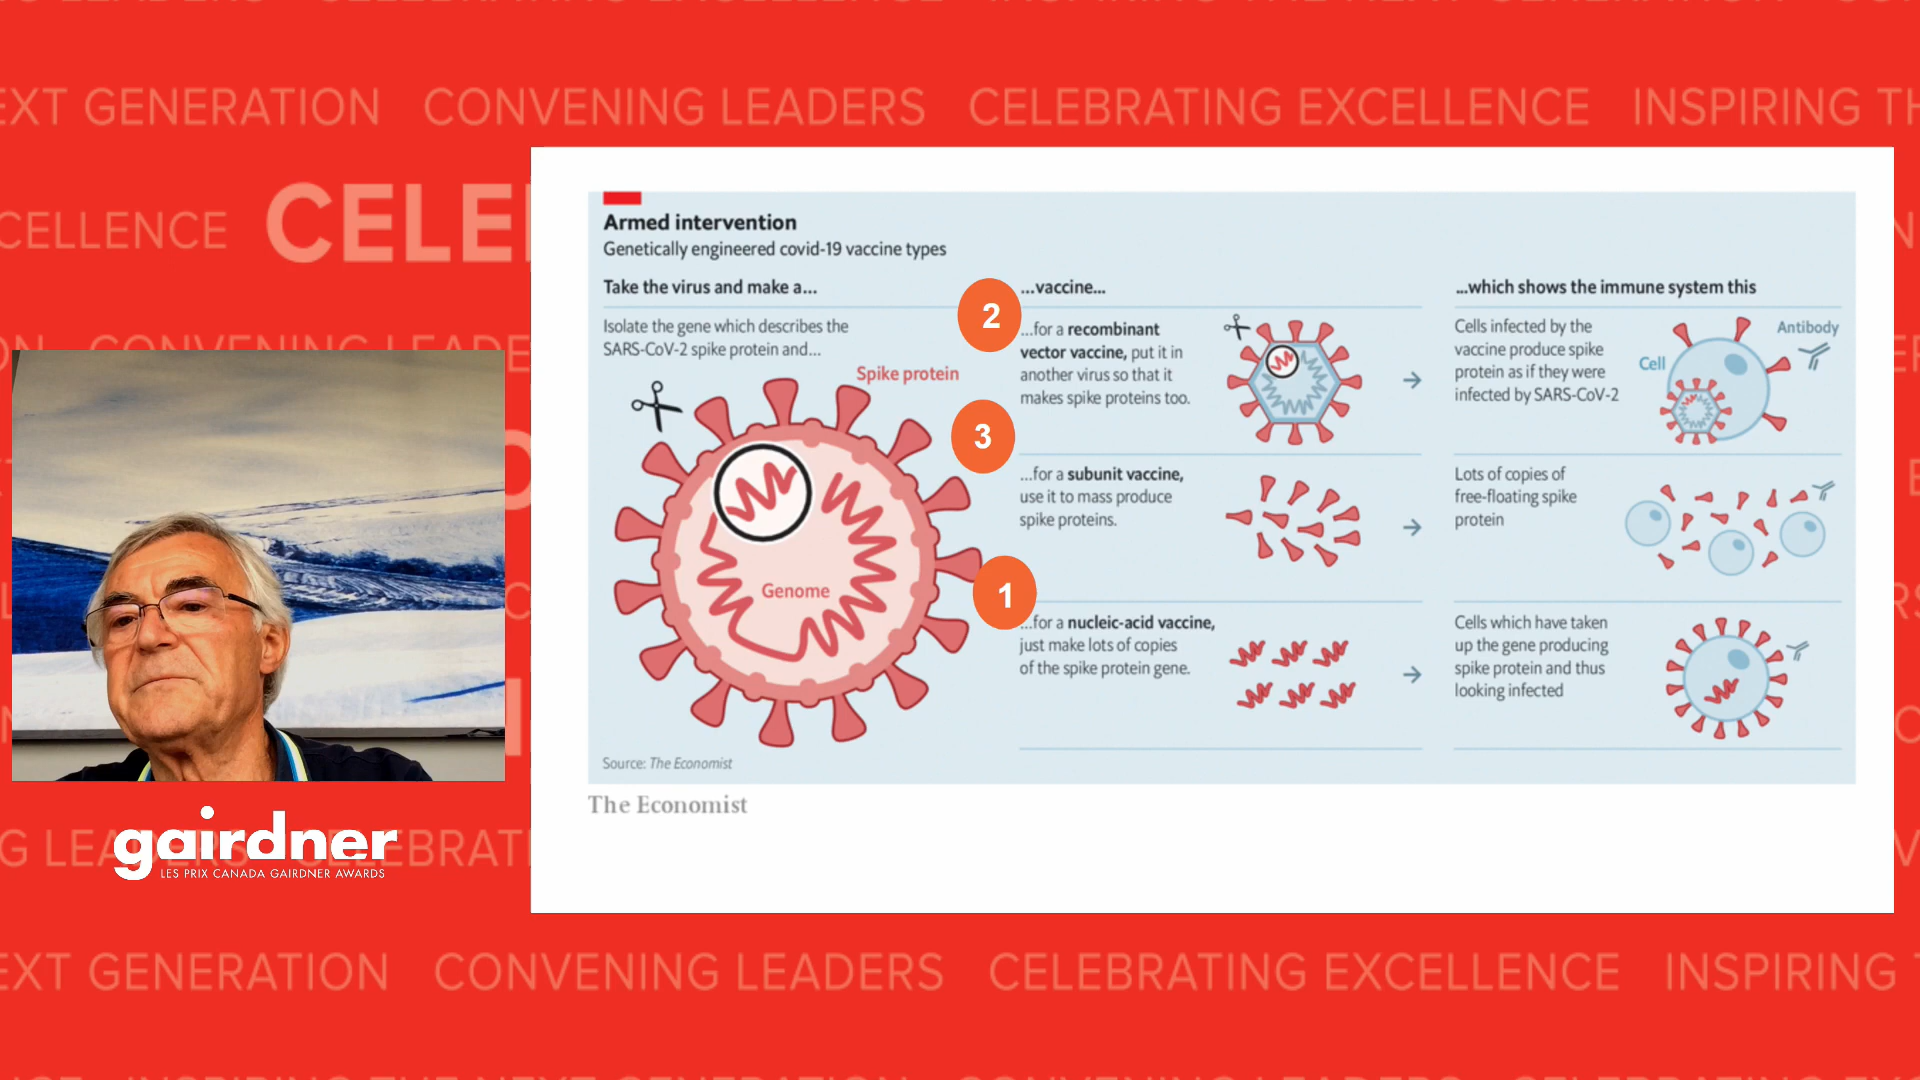 EXT GENERATION CONVENING LEADERS CELEBRATING EXCELLENCE INSPIRING TH
CELLENCE CELE
Armed intervention
Genetically engineered covid-19 vaccine types
Take the virus and make a...
Isolate the gene which describes the
SARS-CoV-2 spike protein and...
Spike protein
Genome
2
...vaccine...
...for a recombinant
vector vaccine, put it in
another virus so that it
makes spike proteins too.
3
...for a subunit vaccine,
use it to mass produce
spike proteins.
1
...for a nucleic-acid vaccine,
just make lots of copies
of the spike protein gene.
...which shows the immune system this
Cells infected by the
vaccine produce spike
protein as if they were
infected by SARS-CoV-2
Cell
Antibody
Lots of copies of
free-floating spike
protein
Cells which have taken
up the gene producing
spike protein and thus
looking infected
Source: The Economist
The Economist
CONVENING LEADE
gairdner
LES PRIX CANADA GAIRDNER AWARDS
G LEADERS CELEBRATI
EXT GENERATION CONVENING LEADERS CELEBRATING EXCELLENCE INSPIRING